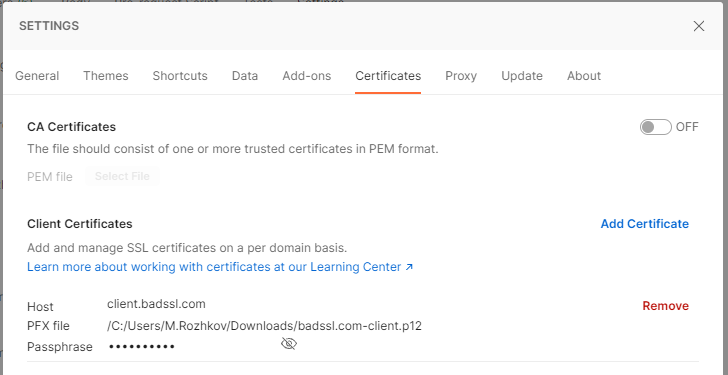 SETTINGS
General Themes Shortcuts Data Add-ons Certificates Proxy Update About
CA Certificates OFF
The file should consist of one or more trusted certificates in PEM format.
PEM file Select File
Client Certificates Add Certificate
Add and manage SSL certificates on a per domain basis.
Learn more about working with certificates at our Learning Center ↗
Host client.badssl.com Remove
PFX file /C:/Users/M.Rozhkov/Downloads/badssl.com-client.p12
Passphrase ••••••••••